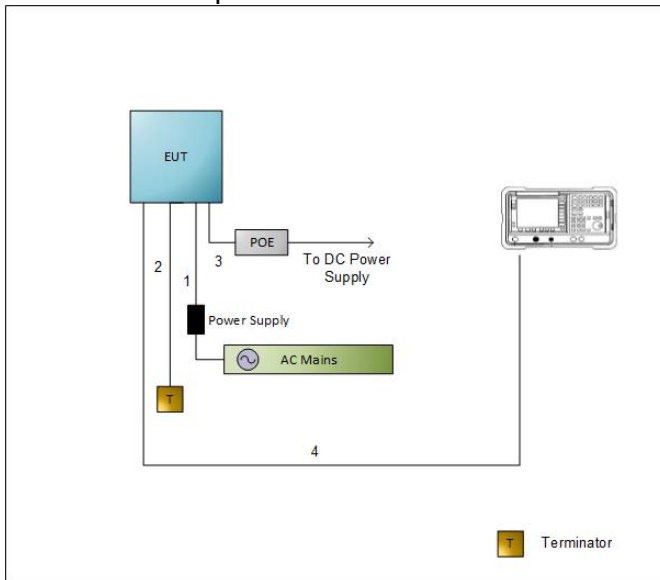 EUT
POE
3
To DC Power
Supply
2
1
Power Supply
AC Mains
T
4
T
Terminator